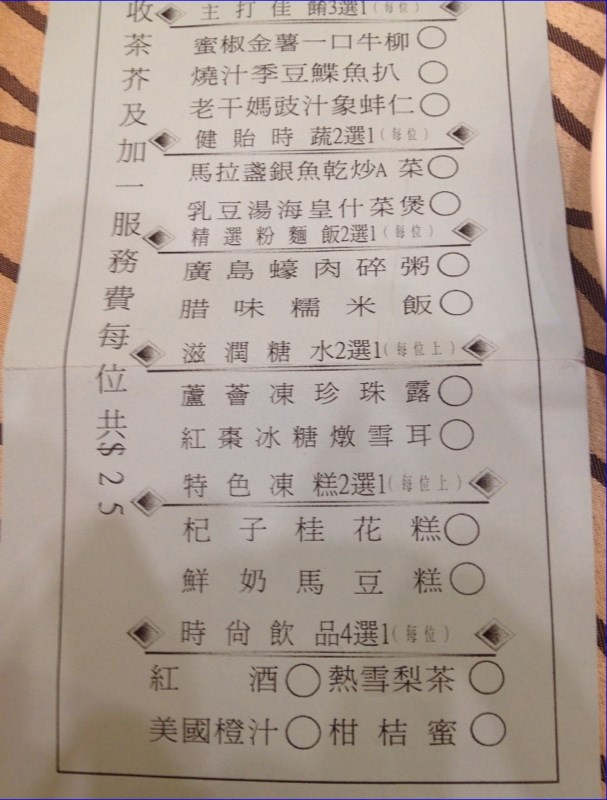 主打佳餚3選1(每位)
蜜椒金薯一口牛柳
燒汁季豆鰈魚扒
老干媽豉汁象蚌仁
健怡時蔬2選1(每位)
馬拉盞銀魚乾炒A菜
乳豆湯海皇什菜煲
精選粉麵飯2選1(每位)
廣島蠔肉碎粥
腊味糯米飯
滋潤糖水2選1(每位上)
蘆薈凍珍珠露
紅棗冰糖燉雪耳
特色凍糕2選1(每位上)
杞子桂花糕
鮮奶馬豆糕
時尚飲品4選1(每位)
紅酒 熱雪梨茶
美國橙汁 柑桔蜜
收茶芥及加一服務費每位共$25